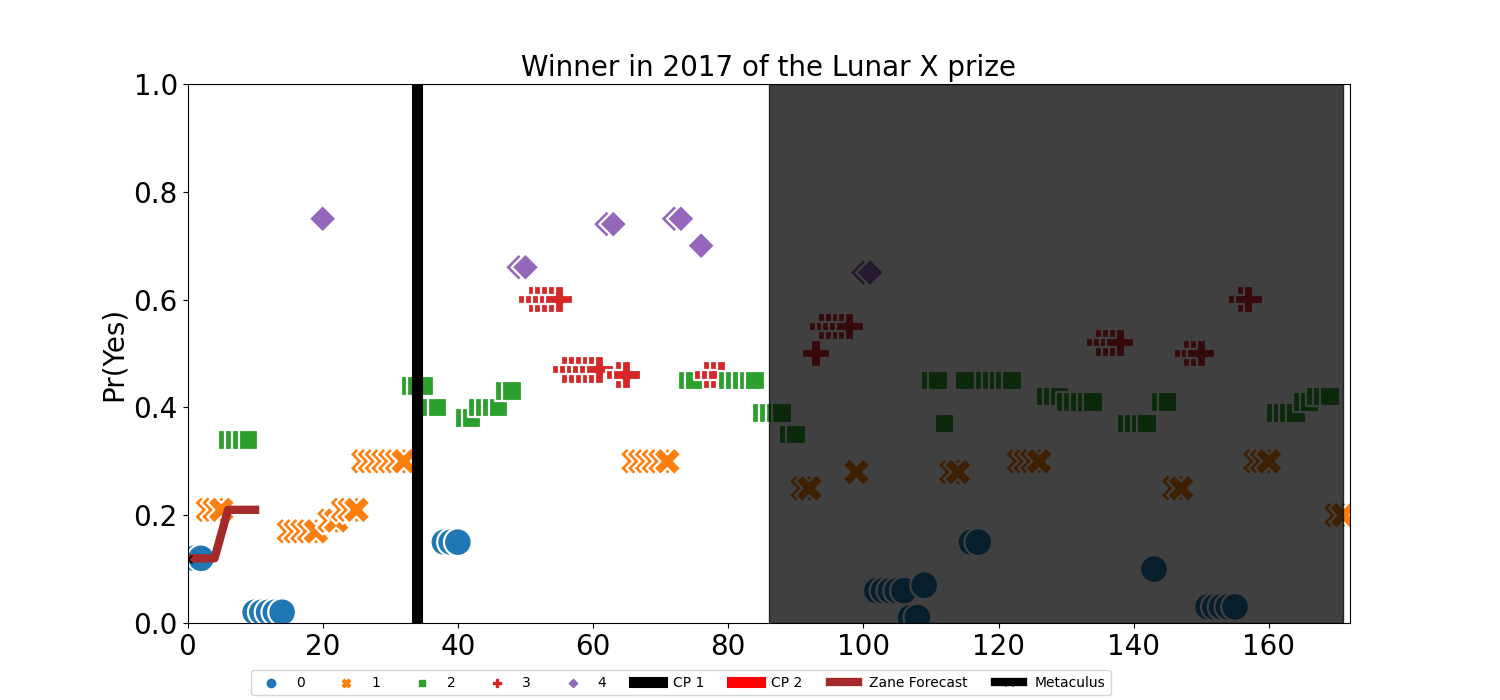 Winner in 2017 of the Lunar X prize
1.0
0.8
0.6
0.4
0.2
0.0
Pr(Yes)
0 20 40 60 80 100 120 140 160
0 1 2 3 4 CP 1 CP 2 Zane Forecast Metaculus